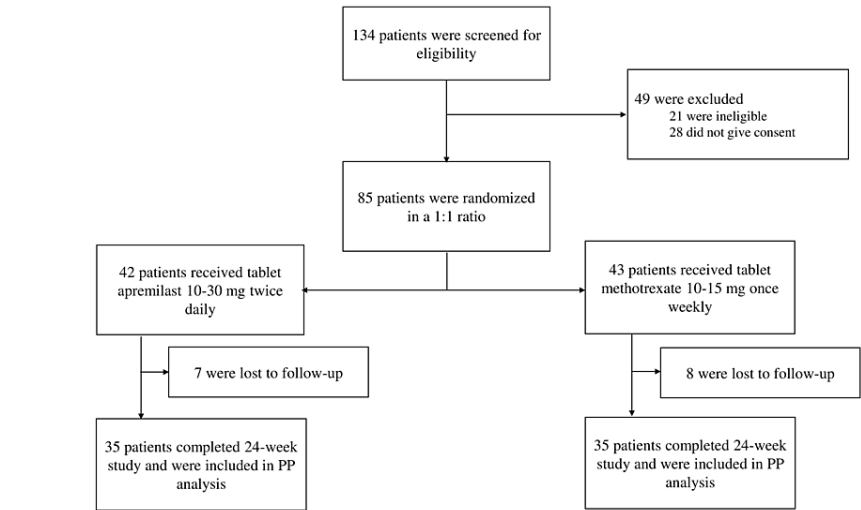 134 patients were screened for
eligibility
49 were excluded
21 were ineligible
28 did not give consent
85 patients were randomized
in a 1:1 ratio
42 patients received tablet
apremilast 10-30 mg twice
daily
43 patients received tablet
methotrexate 10-15 mg once
weekly
7 were lost to follow-up
8 were lost to follow-up
35 patients completed 24-week
study and were included in PP
analysis
35 patients completed 24-week
study and were included in PP
analysis